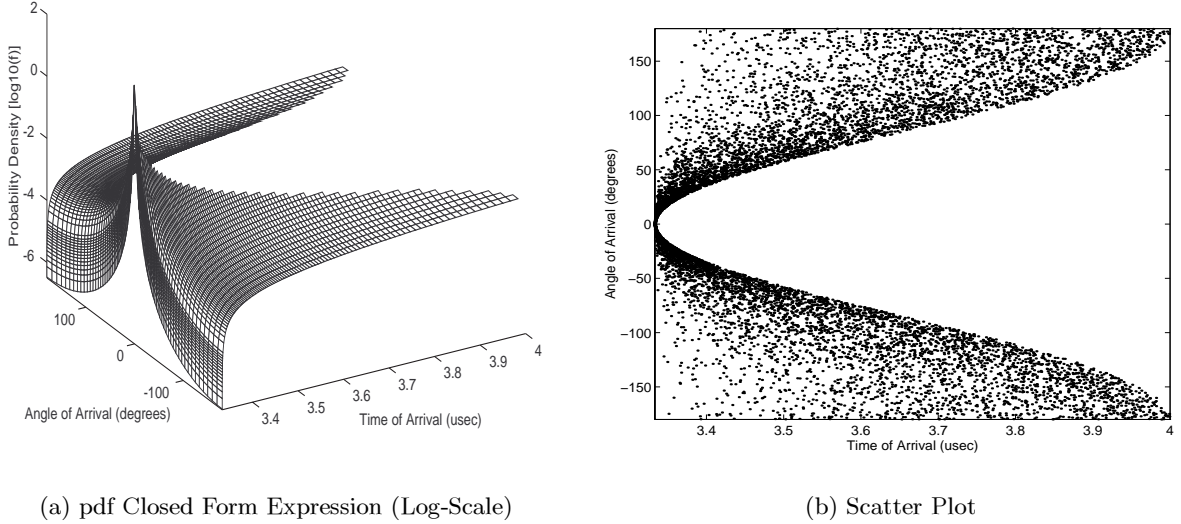 2
0
-2
-4
-6
Probability Density [log10(f)]
100
0
-100
Angle of Arrival (degrees)
3.4
3.5
3.6
3.7
3.8
3.9
4
Time of Arrival (usec)
150
100
50
0
−50
−100
−150
Angle of Arrival (degrees)
3.4 3.5 3.6 3.7 3.8 3.9 4
Time of Arrival (usec)
(a) pdf Closed Form Expression (Log-Scale)
(b) Scatter Plot